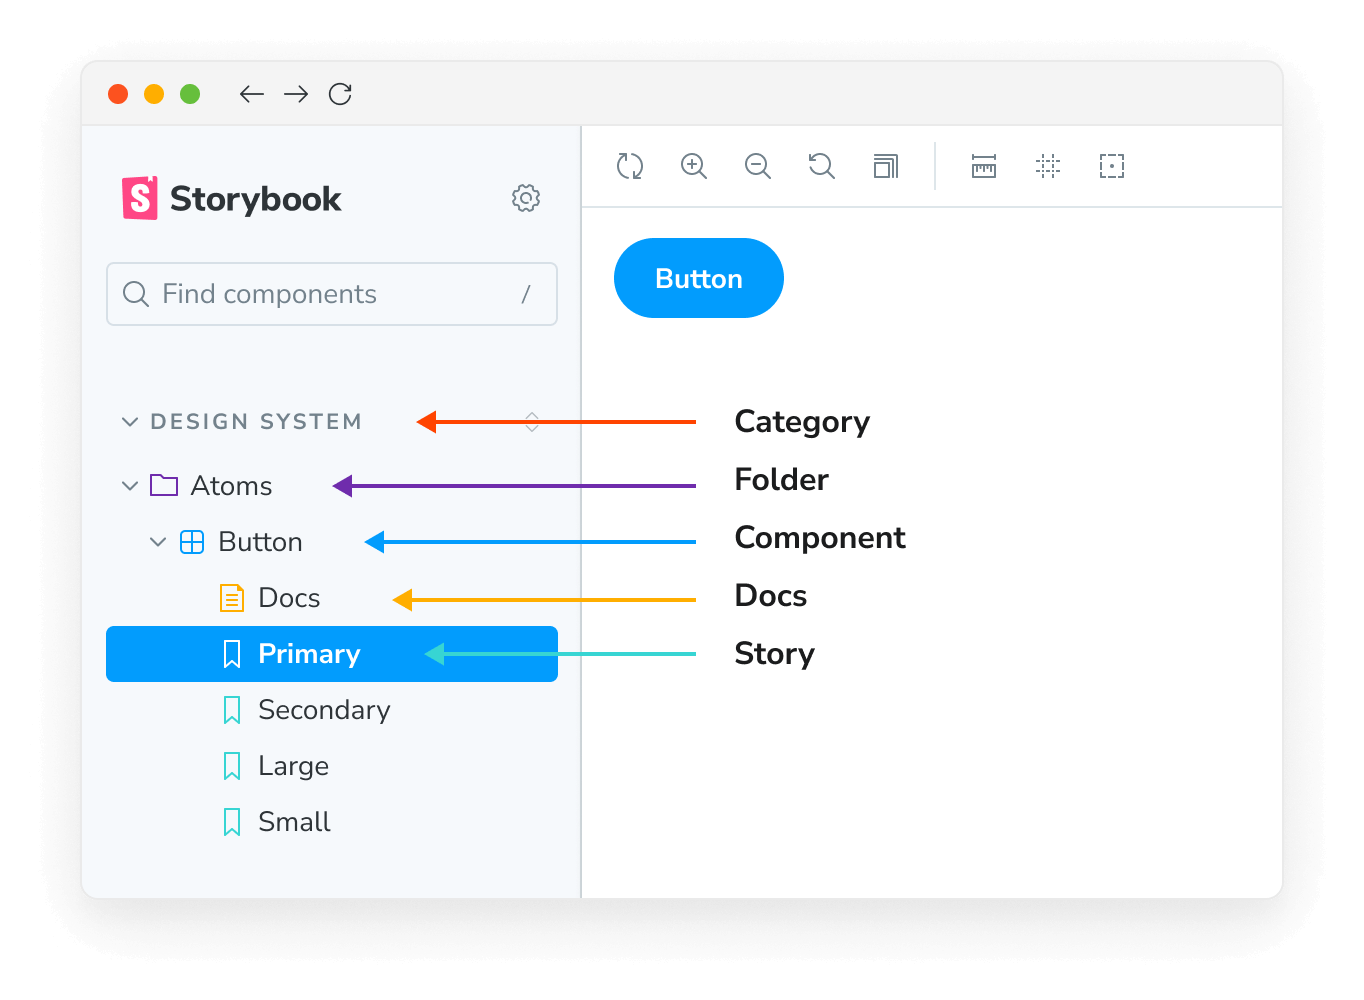 S Storybook
Find components /
DESIGN SYSTEM
Atoms
Button
Docs
Primary
Secondary
Large
Small
Button
Category
Folder
Component
Docs
Story